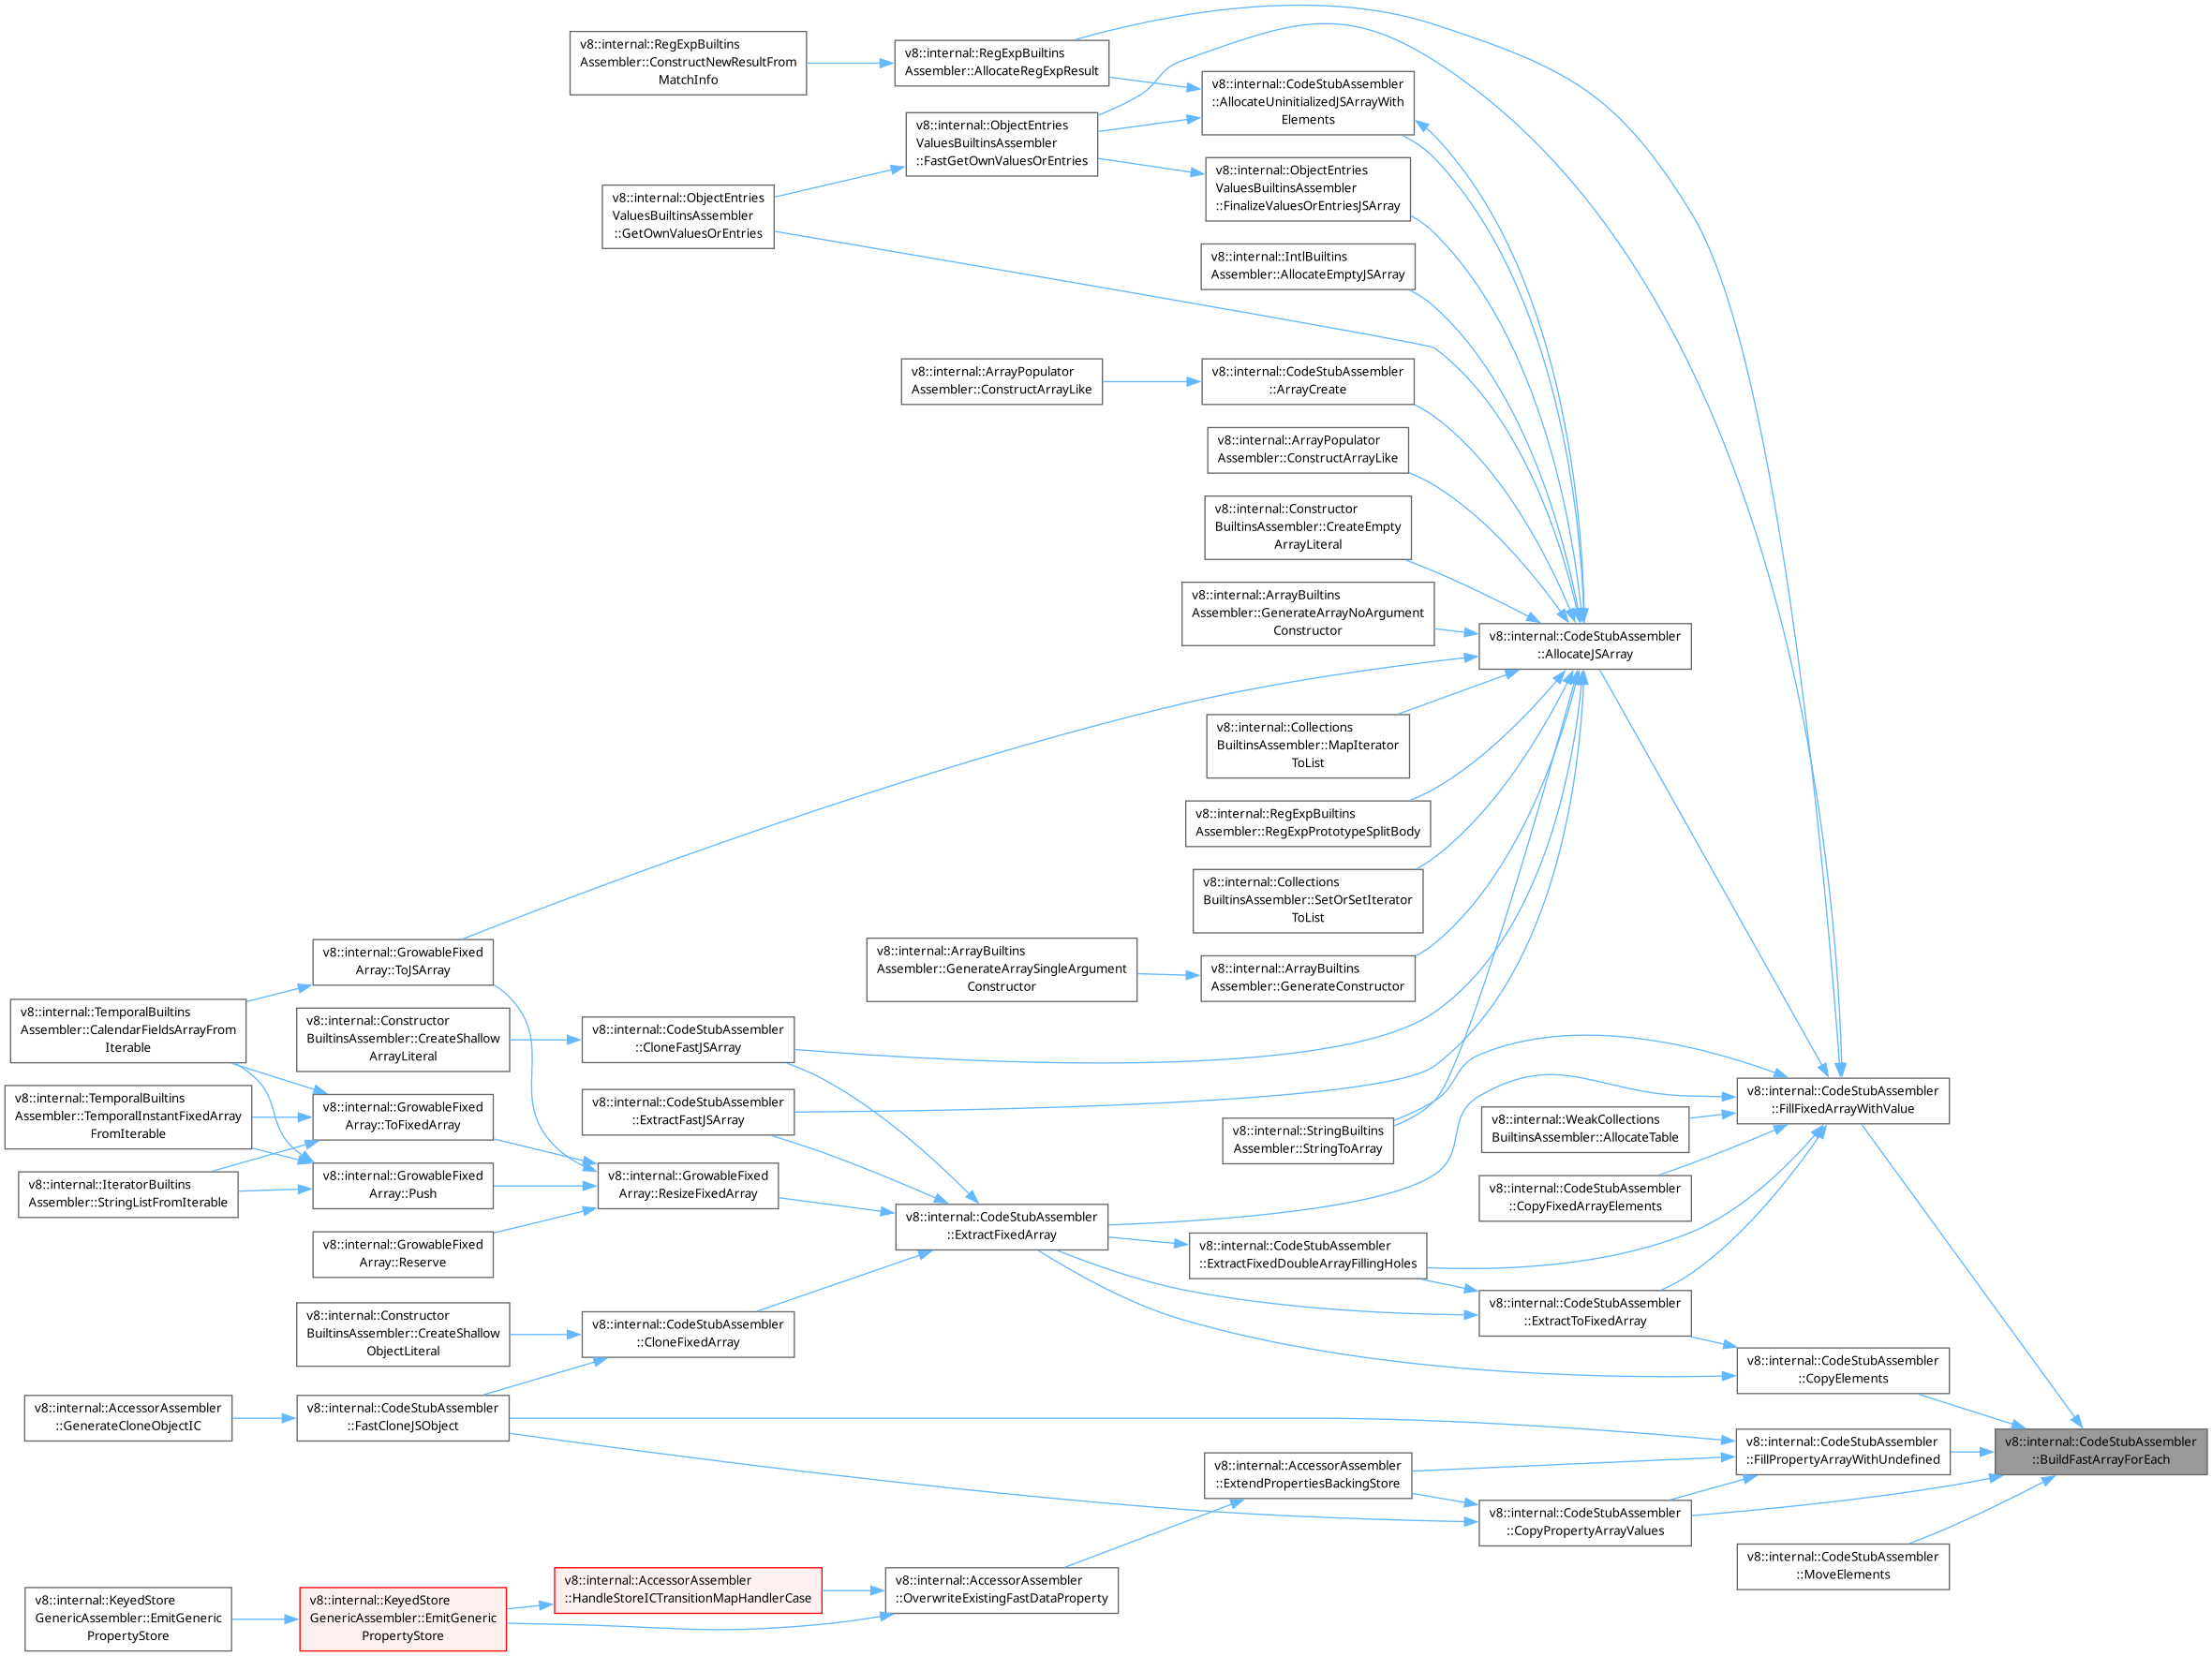 v8::internal::RegExpBuiltins
Assembler::ConstructNewResultFrom
MatchInfo
v8::internal::RegExpBuiltins
Assembler::AllocateRegExpResult
v8::internal::CodeStubAssembler
::AllocateUninitializedJSArrayWith
Elements
v8::internal::ObjectEntries
ValuesBuiltinsAssembler
::FastGetOwnValuesOrEntries
v8::internal::ObjectEntries
ValuesBuiltinsAssembler
::FinalizeValuesOrEntriesJSArray
v8::internal::ObjectEntries
ValuesBuiltinsAssembler
::GetOwnValuesOrEntries
v8::internal::IntlBuiltins
Assembler::AllocateEmptyJSArray
v8::internal::ArrayPopulator
Assembler::ConstructArrayLike
v8::internal::CodeStubAssembler
::ArrayCreate
v8::internal::ArrayPopulator
Assembler::ConstructArrayLike
v8::internal::Constructor
BuiltinsAssembler::CreateEmpty
ArrayLiteral
v8::internal::ArrayBuiltins
Assembler::GenerateArrayNoArgument
Constructor
v8::internal::CodeStubAssembler
::AllocateJSArray
v8::internal::Collections
BuiltinsAssembler::MapIterator
ToList
v8::internal::RegExpBuiltins
Assembler::RegExpPrototypeSplitBody
v8::internal::Collections
BuiltinsAssembler::SetOrSetIterator
ToList
v8::internal::ArrayBuiltins
Assembler::GenerateArraySingleArgument
Constructor
v8::internal::ArrayBuiltins
Assembler::GenerateConstructor
v8::internal::GrowableFixed
Array::ToJSArray
v8::internal::TemporalBuiltins
Assembler::CalendarFieldsArrayFrom
Iterable
v8::internal::Constructor
BuiltinsAssembler::CreateShallow
ArrayLiteral
v8::internal::CodeStubAssembler
::CloneFastJSArray
v8::internal::TemporalBuiltins
Assembler::TemporalInstantFixedArray
FromIterable
v8::internal::GrowableFixed
Array::ToFixedArray
v8::internal::CodeStubAssembler
::ExtractFastJSArray
v8::internal::StringBuiltins
Assembler::StringToArray
v8::internal::WeakCollections
BuiltinsAssembler::AllocateTable
v8::internal::CodeStubAssembler
::FillFixedArrayWithValue
v8::internal::IteratorBuiltins
Assembler::StringListFromIterable
v8::internal::GrowableFixed
Array::Push
v8::internal::GrowableFixed
Array::ResizeFixedArray
v8::internal::CodeStubAssembler
::CopyFixedArrayElements
v8::internal::GrowableFixed
Array::Reserve
v8::internal::CodeStubAssembler
::ExtractFixedArray
v8::internal::CodeStubAssembler
::ExtractFixedDoubleArrayFillingHoles
v8::internal::CodeStubAssembler
::ExtractToFixedArray
v8::internal::Constructor
BuiltinsAssembler::CreateShallow
ObjectLiteral
v8::internal::CodeStubAssembler
::CloneFixedArray
v8::internal::CodeStubAssembler
::CopyElements
v8::internal::AccessorAssembler
::GenerateCloneObjectIC
v8::internal::CodeStubAssembler
::FastCloneJSObject
v8::internal::CodeStubAssembler
::FillPropertyArrayWithUndefined
v8::internal::CodeStubAssembler
::BuildFastArrayForEach
v8::internal::AccessorAssembler
::ExtendPropertiesBackingStore
v8::internal::CodeStubAssembler
::CopyPropertyArrayValues
v8::internal::CodeStubAssembler
::MoveElements
v8::internal::KeyedStore
GenericAssembler::EmitGeneric
PropertyStore
v8::internal::KeyedStore
GenericAssembler::EmitGeneric
PropertyStore
v8::internal::AccessorAssembler
::HandleStoreICTransitionMapHandlerCase
v8::internal::AccessorAssembler
::OverwriteExistingFastDataProperty